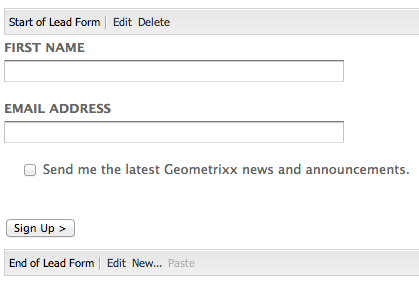 Start of Lead Form | Edit Delete
FIRST NAME
EMAIL ADDRESS
Send me the latest Geometrixx news and announcements.
Sign Up >
End of Lead Form | Edit New... Paste